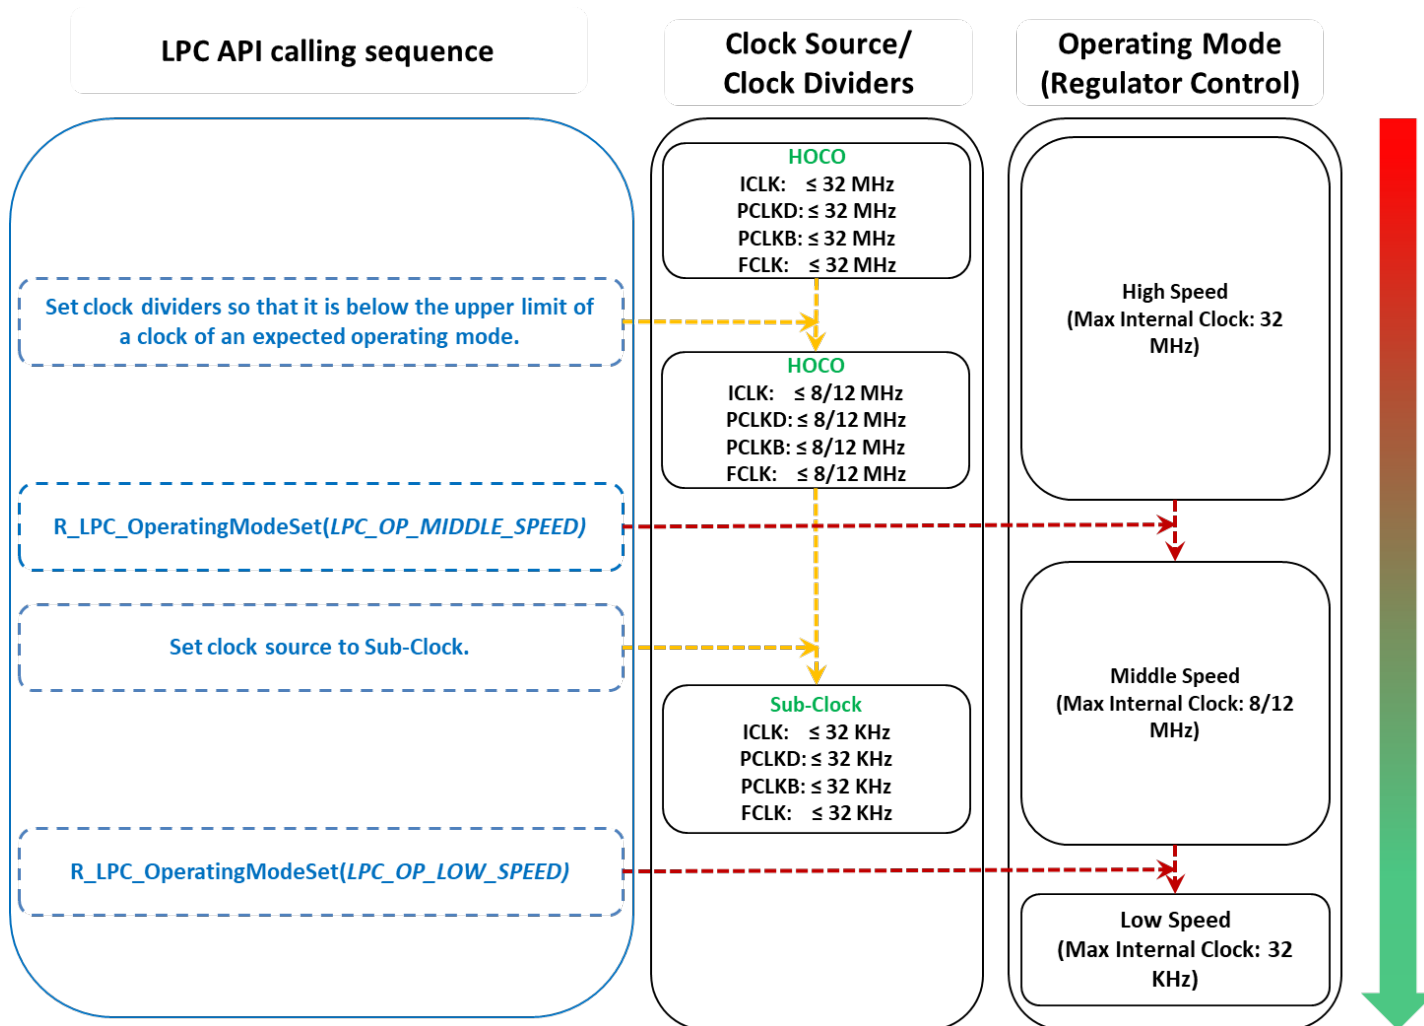 LPC API calling sequence
Clock Source/
Clock Dividers
Operating Mode
(Regulator Control)
Set clock dividers so that it is below the upper limit of
a clock of an expected operating mode.
R_LPC_OperatingModeSet(LPC_OP_MIDDLE_SPEED)
Set clock source to Sub-Clock.
R_LPC_OperatingModeSet(LPC_OP_LOW_SPEED)
HOCO
ICLK: ≤ 32 MHz
PCLKD: ≤ 32 MHz
PCLKB: ≤ 32 MHz
FCLK: ≤ 32 MHz
HOCO
ICLK: ≤ 8/12 MHz
PCLKD: ≤ 8/12 MHz
PCLKB: ≤ 8/12 MHz
FCLK: ≤ 8/12 MHz
Sub-Clock
ICLK: ≤ 32 KHz
PCLKD: ≤ 32 KHz
PCLKB: ≤ 32 KHz
FCLK: ≤ 32 KHz
High Speed
(Max Internal Clock: 32
MHz)
Middle Speed
(Max Internal Clock: 8/12
MHz)
Low Speed
(Max Internal Clock: 32
KHz)